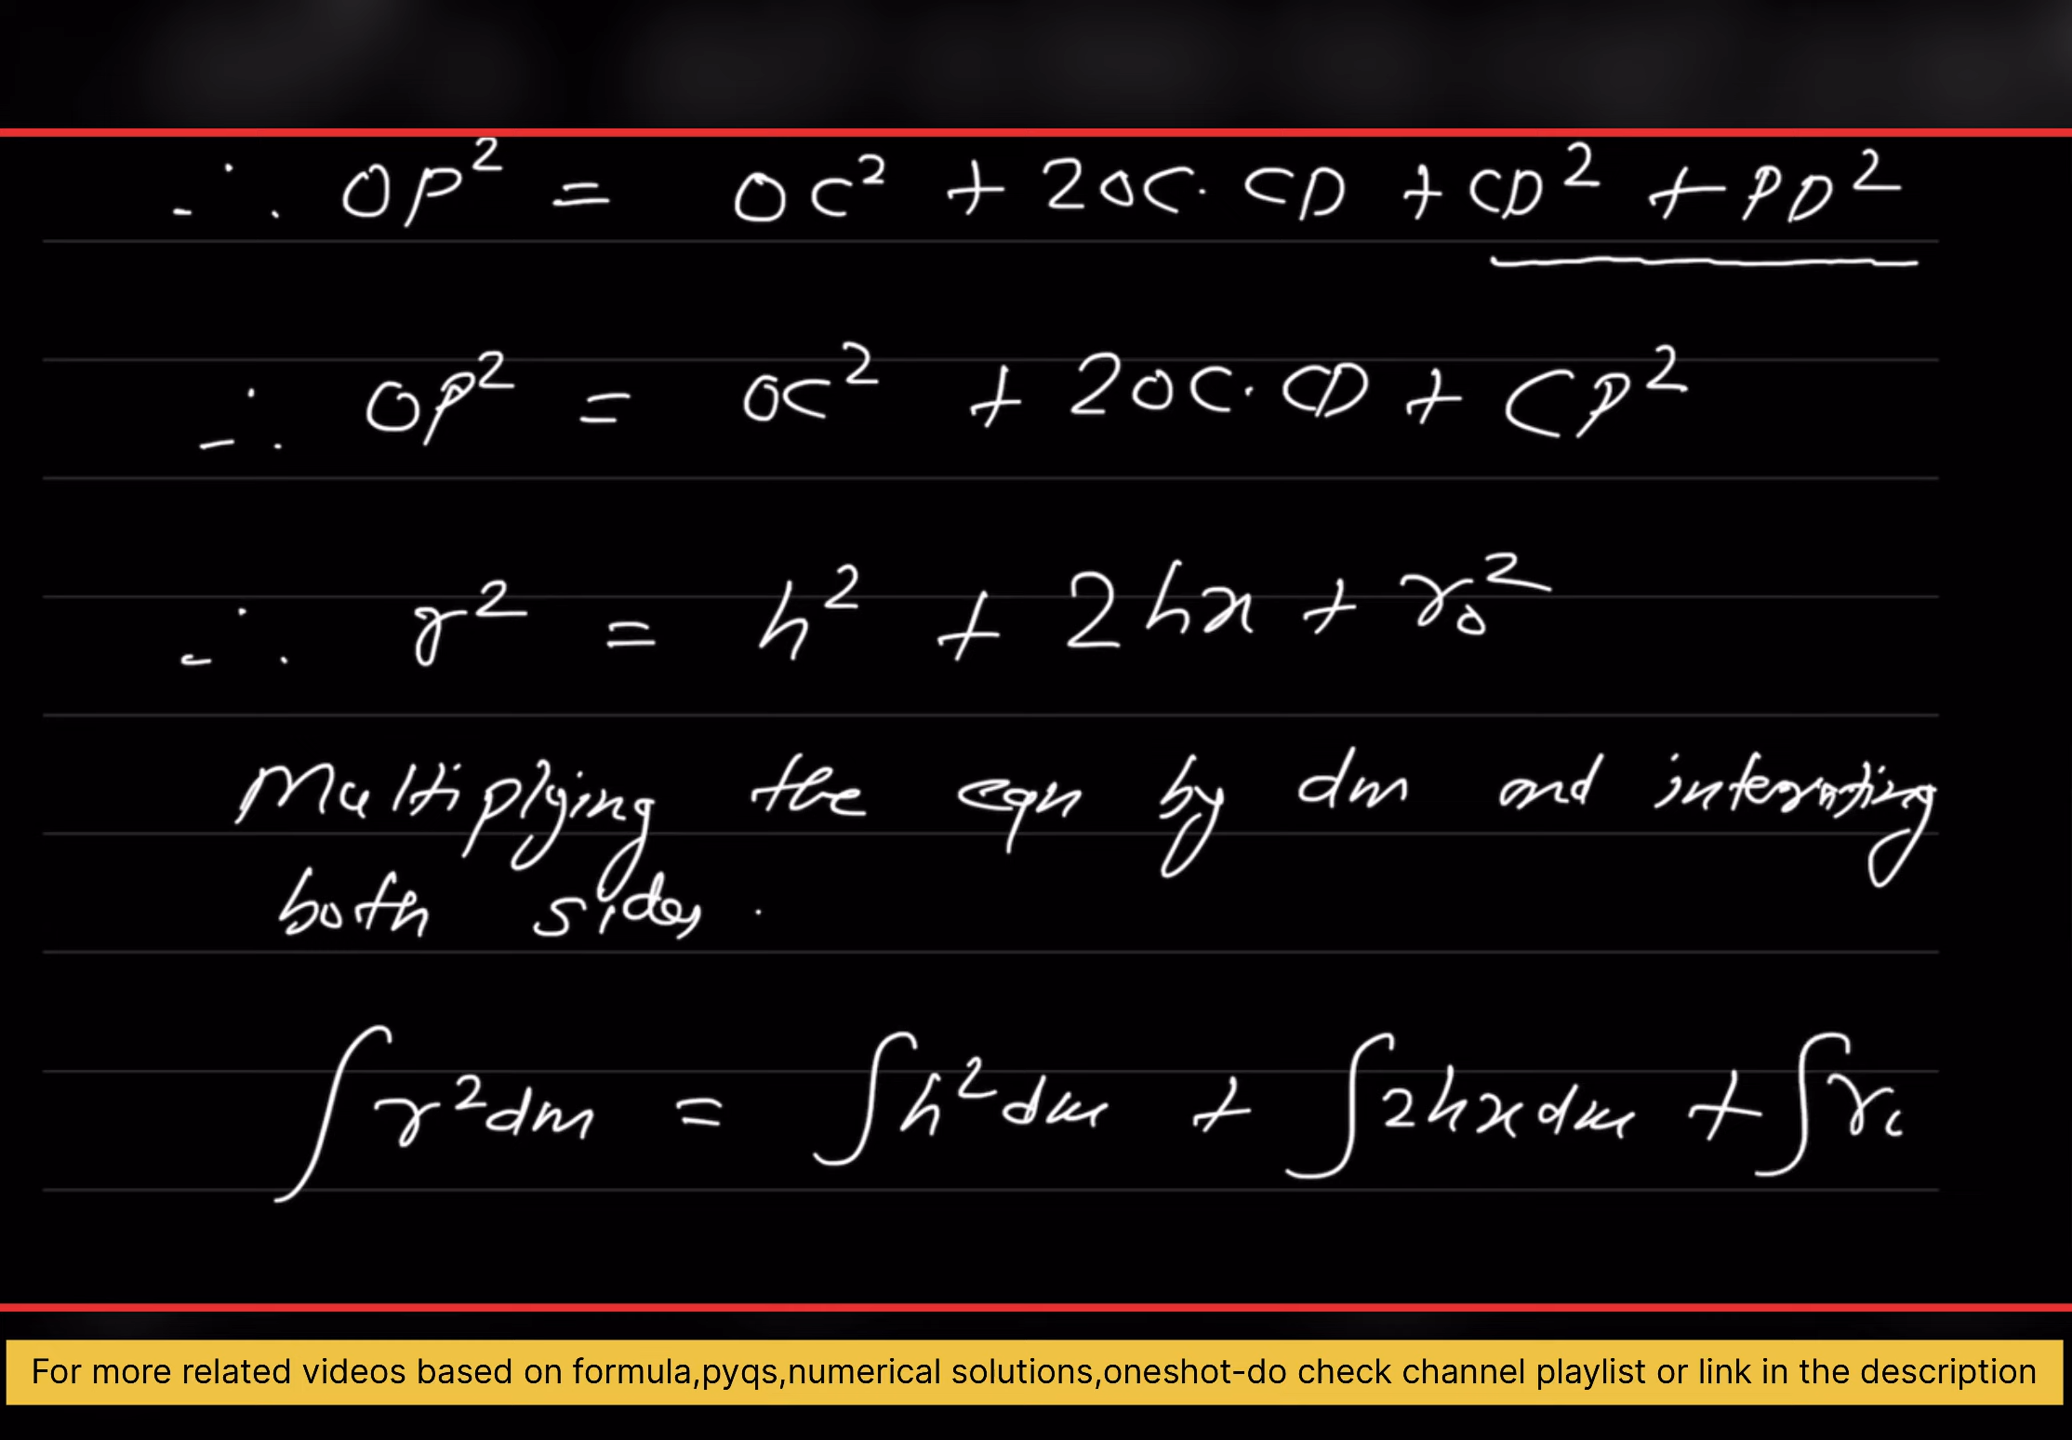 ∴ OP² = OC² + 2OC·CD + CD² + PD²
∴ OP² = OC² + 2OC·CD + CP²
∴ r² = h² + 2hx + r₀²
Multiplying the eqn by dm and
both sides.
∫r²dm = ∫h²dm + ∫2hxdm + ∫r
For more related videos based on formula,pyqs,numerical solutions,oneshot-do check channel playlist or link in the description